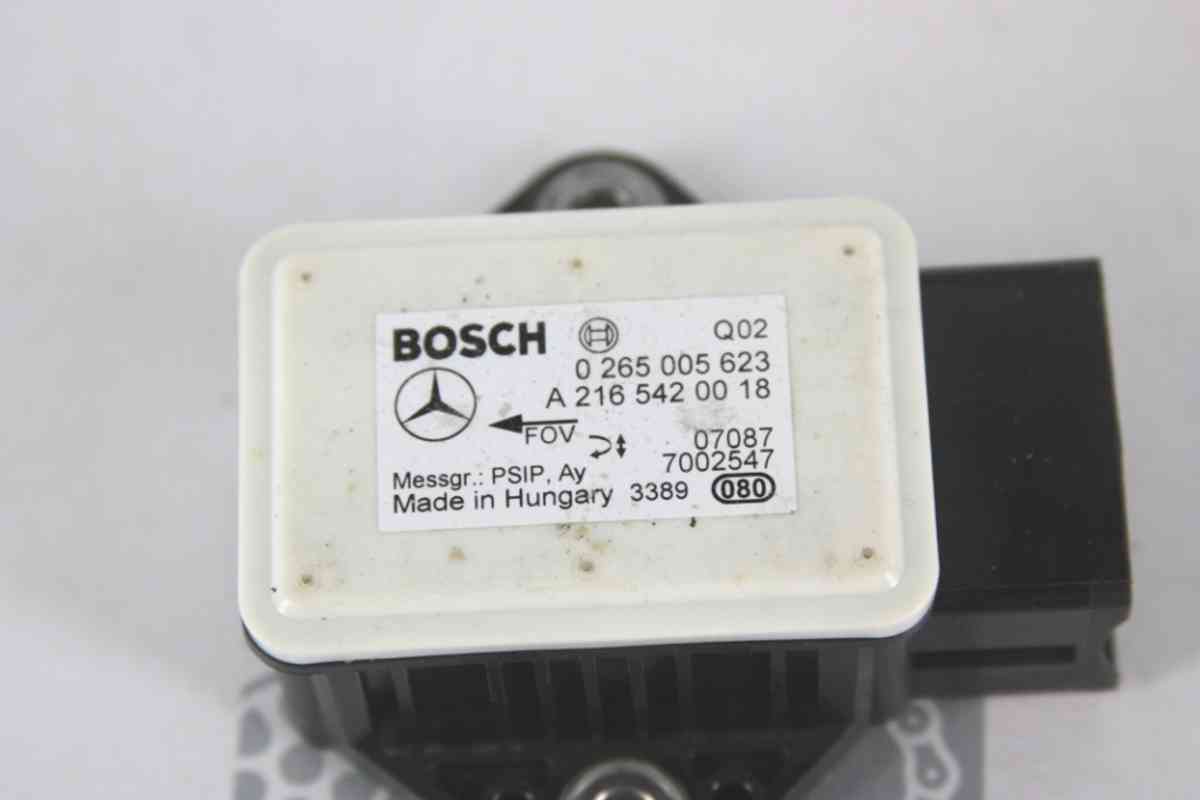 BOSCH Q02
0 265 005 623
A 216 542 00 18
FOV
07087
7002547
Messgr.: PSIP, Ay
Made in Hungary 3389 080